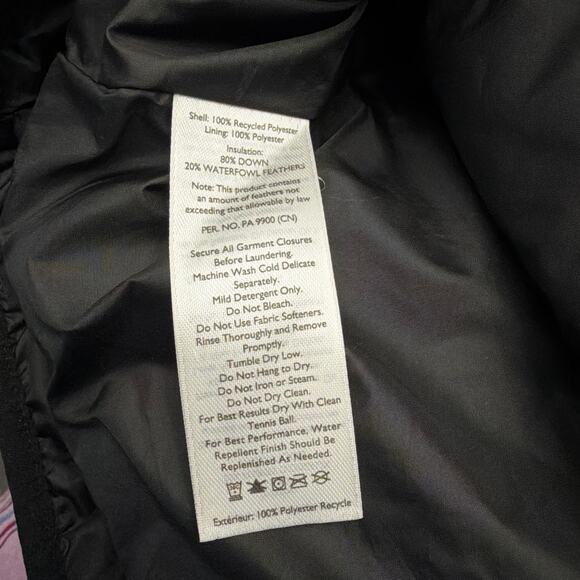 Shell: 100% Recycled Polyester
Lining: 100% Polyester
Insulation:
80% DOWN
20% WATERFOWL FEATHERS
Note: This product contains
an amount of feathers not
exceeding that allowable by law
PER. NO. PA 9900 (CN)
Secure All Garment Closures
Before Laundering.
Machine Wash Cold Delicate
Separately.
Mild Detergent Only.
Do Not Bleach.
Do Not Use Fabric Softeners.
Rinse Thoroughly and Remove
Promptly.
Tumble Dry Low.
Do Not Hang to Dry.
Do Not Iron or Steam.
Do Not Dry Clean.
For Best Results Dry With Clean
Tennis Ball.
For Best Performance, Water
Repellent Finish Should Be
Replenished As Needed.
Extérieur: 100% Polyester Recycle